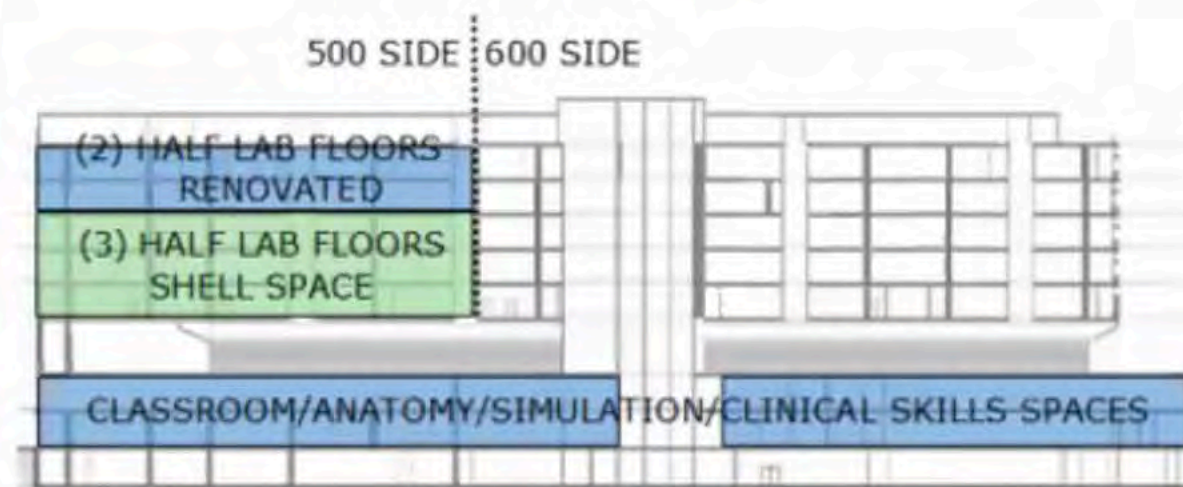 500 SIDE 600 SIDE
(2) HALF LAB FLOORS
RENOVATED
(3) HALF LAB FLOORS
SHELL SPACE
CLASSROOM/ANATOMY/SIMULATION/CLINICAL SKILLS SPACES